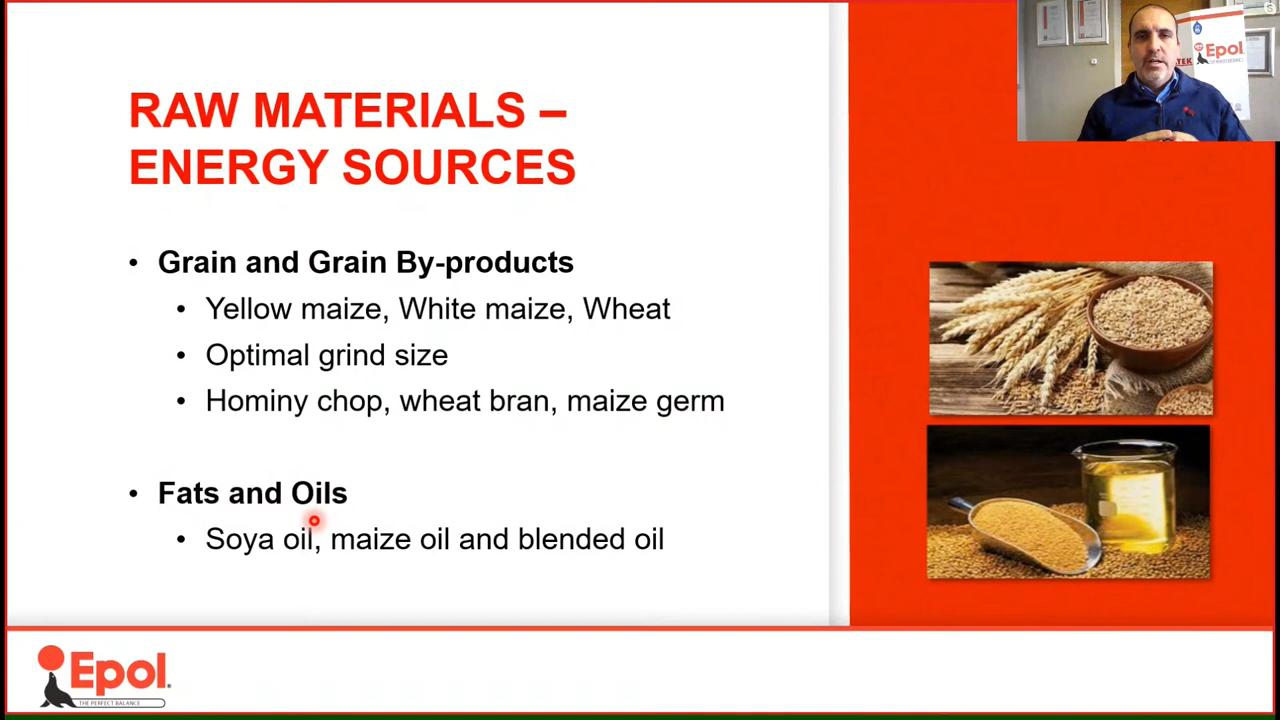 RAW MATERIALS –
ENERGY SOURCES
• Grain and Grain By-products
• Yellow maize, White maize, Wheat
• Optimal grind size
• Hominy chop, wheat bran, maize germ
• Fats and Oils
• Soya oil, maize oil and blended oil
Epol
Epol
THE PERFECT BALANCE